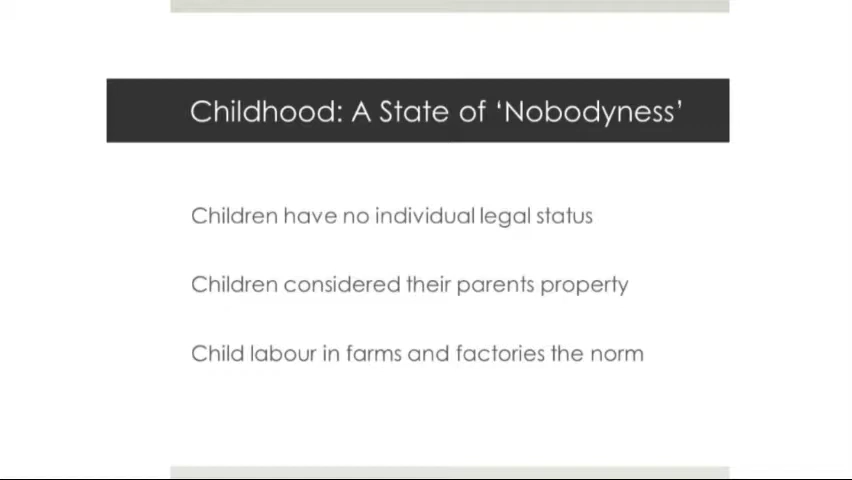 Childhood: A State of ‘Nobodyness’
Children have no individual legal status
Children considered their parents property
Child labour in farms and factories the norm